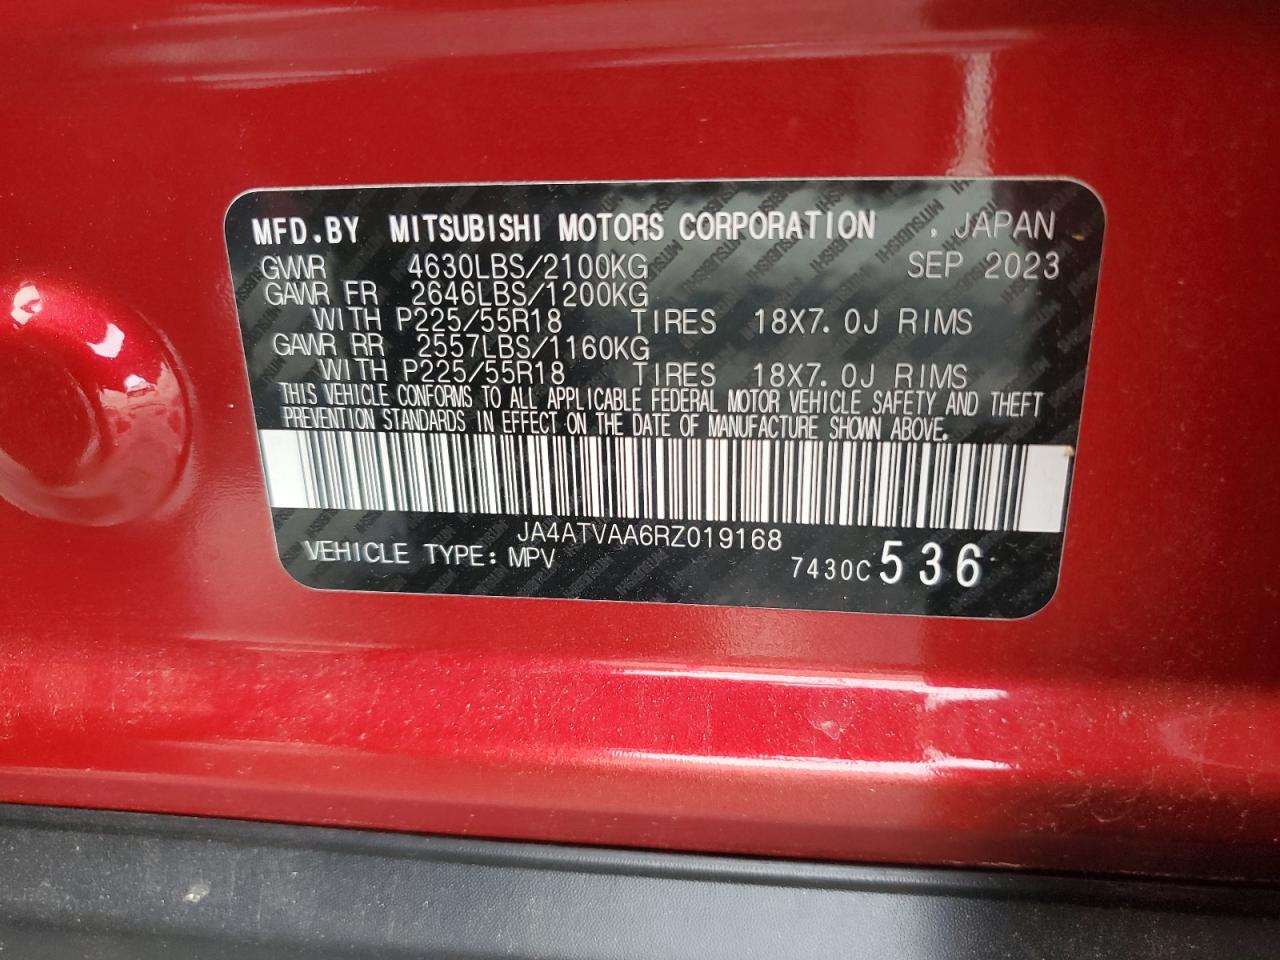 MFD.BY MITSUBISHI MOTORS CORPORATION , JAPAN
GVWR 4630LBS/2100KG SEP 2023
GAWR FR 2646LBS/1200KG
WITH P225/55R18 TIRES 18X7.0J RIMS
GAWR RR 2557LBS/1160KG
WITH P225/55R18 TIRES 18X7.0J RIMS
THIS VEHICLE CONFORMS TO ALL APPLICABLE FEDERAL MOTOR VEHICLE SAFETY AND THEFT
PREVENTION STANDARDS IN EFFECT ON THE DATE OF MANUFACTURE SHOWN ABOVE.
JA4ATVAA6RZ019168
VEHICLE TYPE: MPV 7430C 536